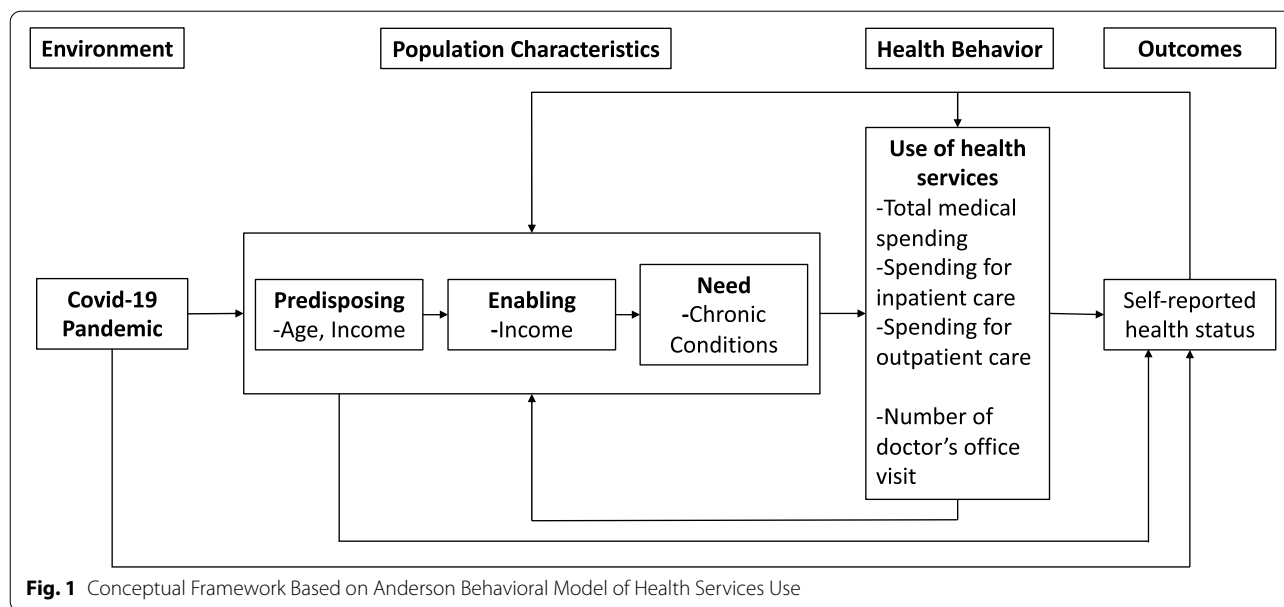 Environment
Population Characteristics
Health Behavior
Outcomes
Covid-19
Pandemic
Predisposing
-Age, Income
Enabling
-Income
Need
-Chronic
Conditions
Use of health
services
-Total medical
spending
-Spending for
inpatient care
-Spending for
outpatient care
-Number of
doctor's office
visit
Self-reported
health status
Fig. 1 Conceptual Framework Based on Anderson Behavioral Model of Health Services Use